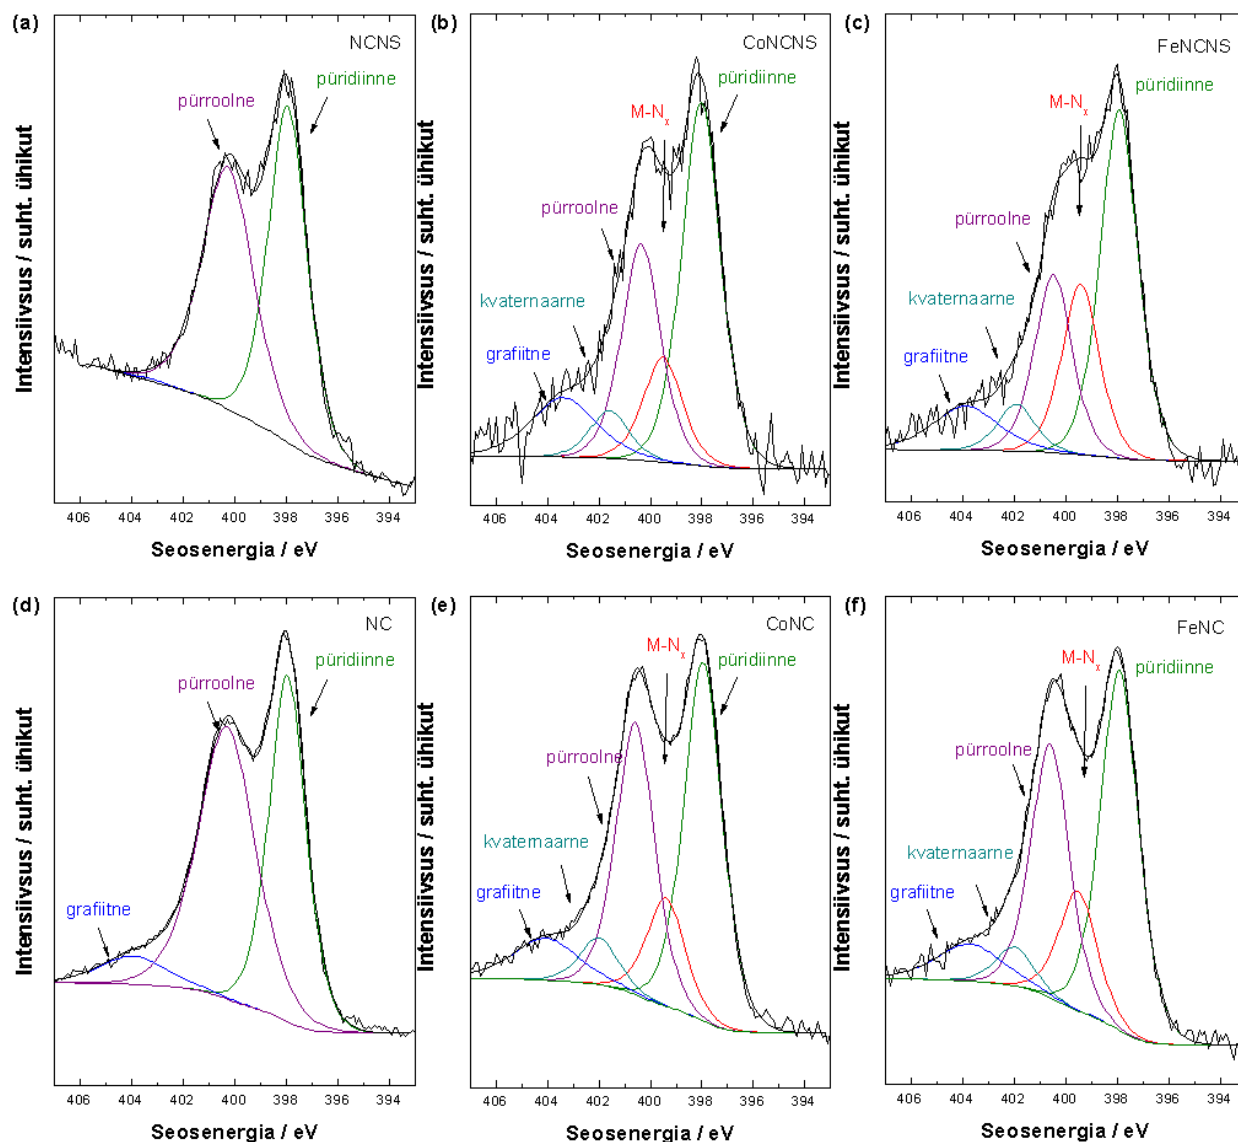 (a)
NCNS
pürroolne
püridiinne
Intensiivsus / suht. ühikut
406 404 402 400 398 396 394
Seosenergia / eV
(b)
CoNCNS
M-Nx
püridiinne
pürroolne
kvaternaarne
grafiitne
Intensiivsus / suht. ühikut
406 404 402 400 398 396 394
Seosenergia / eV
(c)
FeNCNS
M-Nx
püridiinne
pürroolne
kvaternaarne
grafiitne
Intensiivsus / suht. ühikut
406 404 402 400 398 396 394
Seosenergia / eV
(d)
NC
püridiinne
pürroolne
grafiitne
Intensiivsus / suht. ühikut
406 404 402 400 398 396 394
Seosenergia / eV
(e)
CoNC
M-Nx
püridiinne
pürroolne
kvaternaarne
grafiitne
Intensiivsus / suht. ühikut
406 404 402 400 398 396 394
Seosenergia / eV
(f)
FeNC
M-Nx
püridiinne
pürroolne
kvaternaarne
grafiitne
Intensiivsus / suht. ühikut
406 404 402 400 398 396 394
Seosenergia / eV